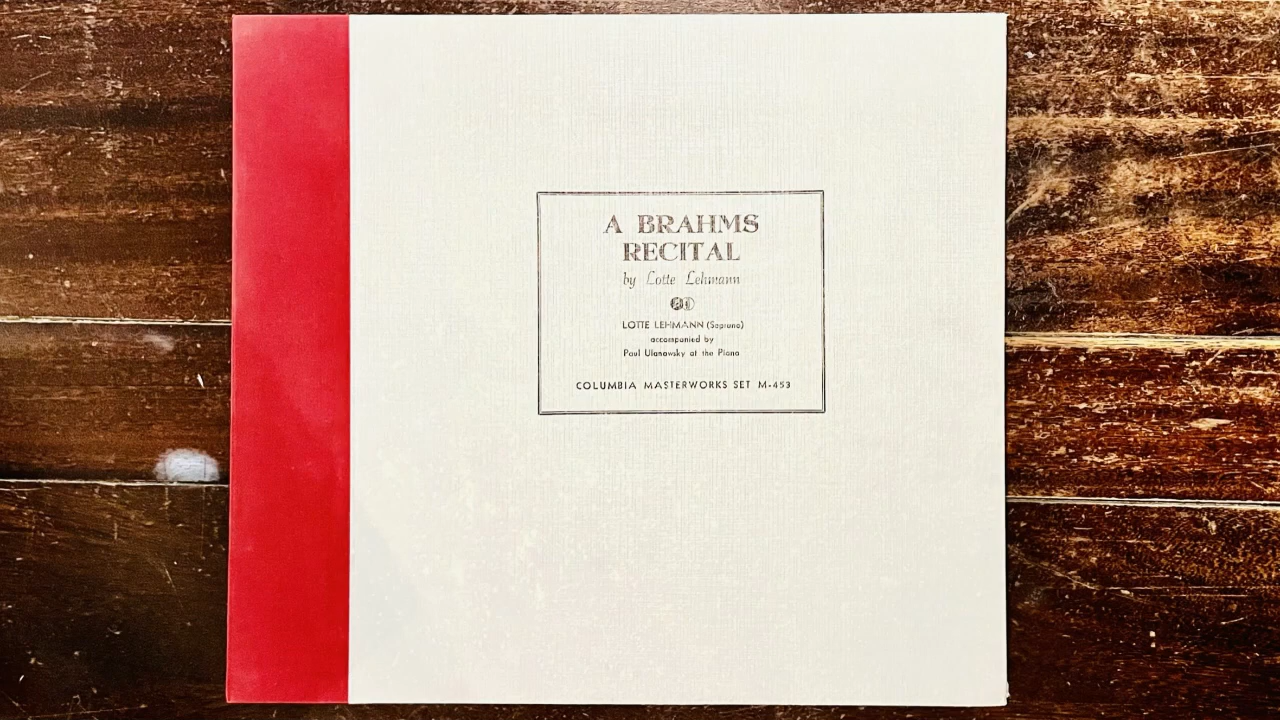 A BRAHMS
RECITAL
by Lotte Lehmann
LOTTE LEHMANN (Soprano)
accompanied by
Paul Ulanowsky at the Piano
COLUMBIA MASTERWORKS SET M-453